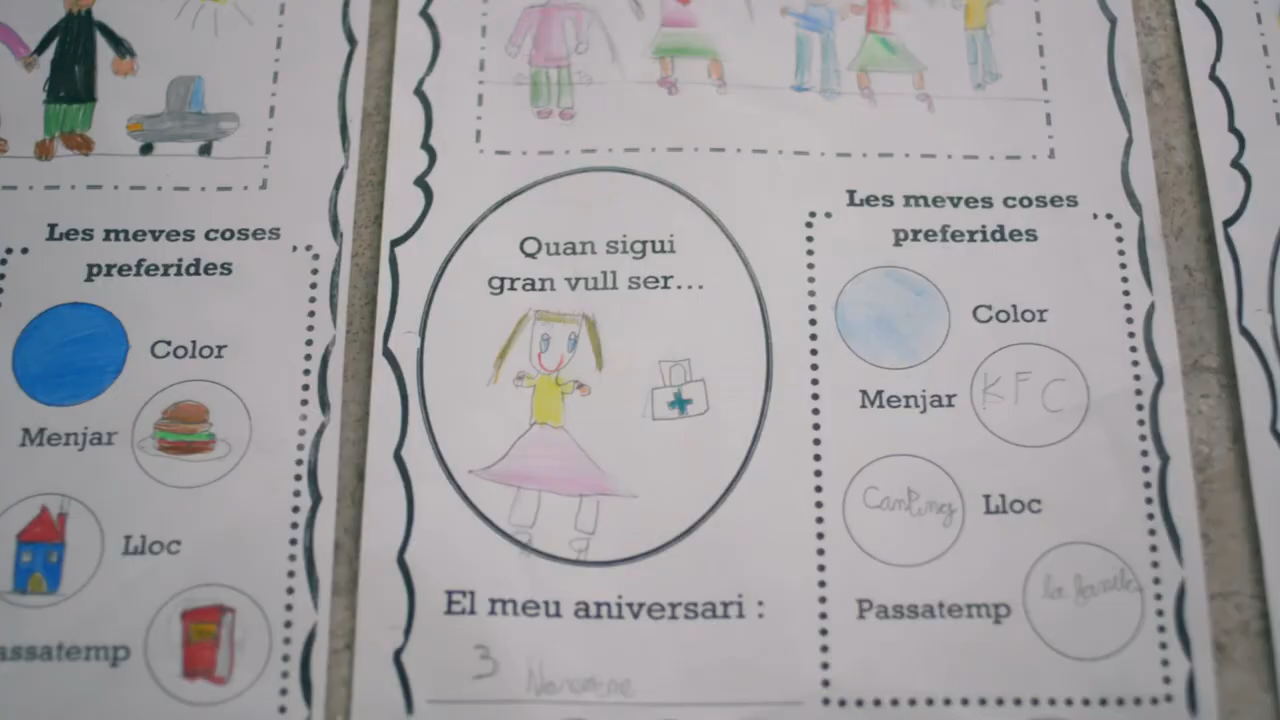 Les meves coses
preferides
Color
Menjar
Lloc
assatemp
Quan sigui
gran vull ser...
El meu aniversari :
3
Les meves coses
preferides
Color
Menjar
KFC
Lloc
Passatemp
la